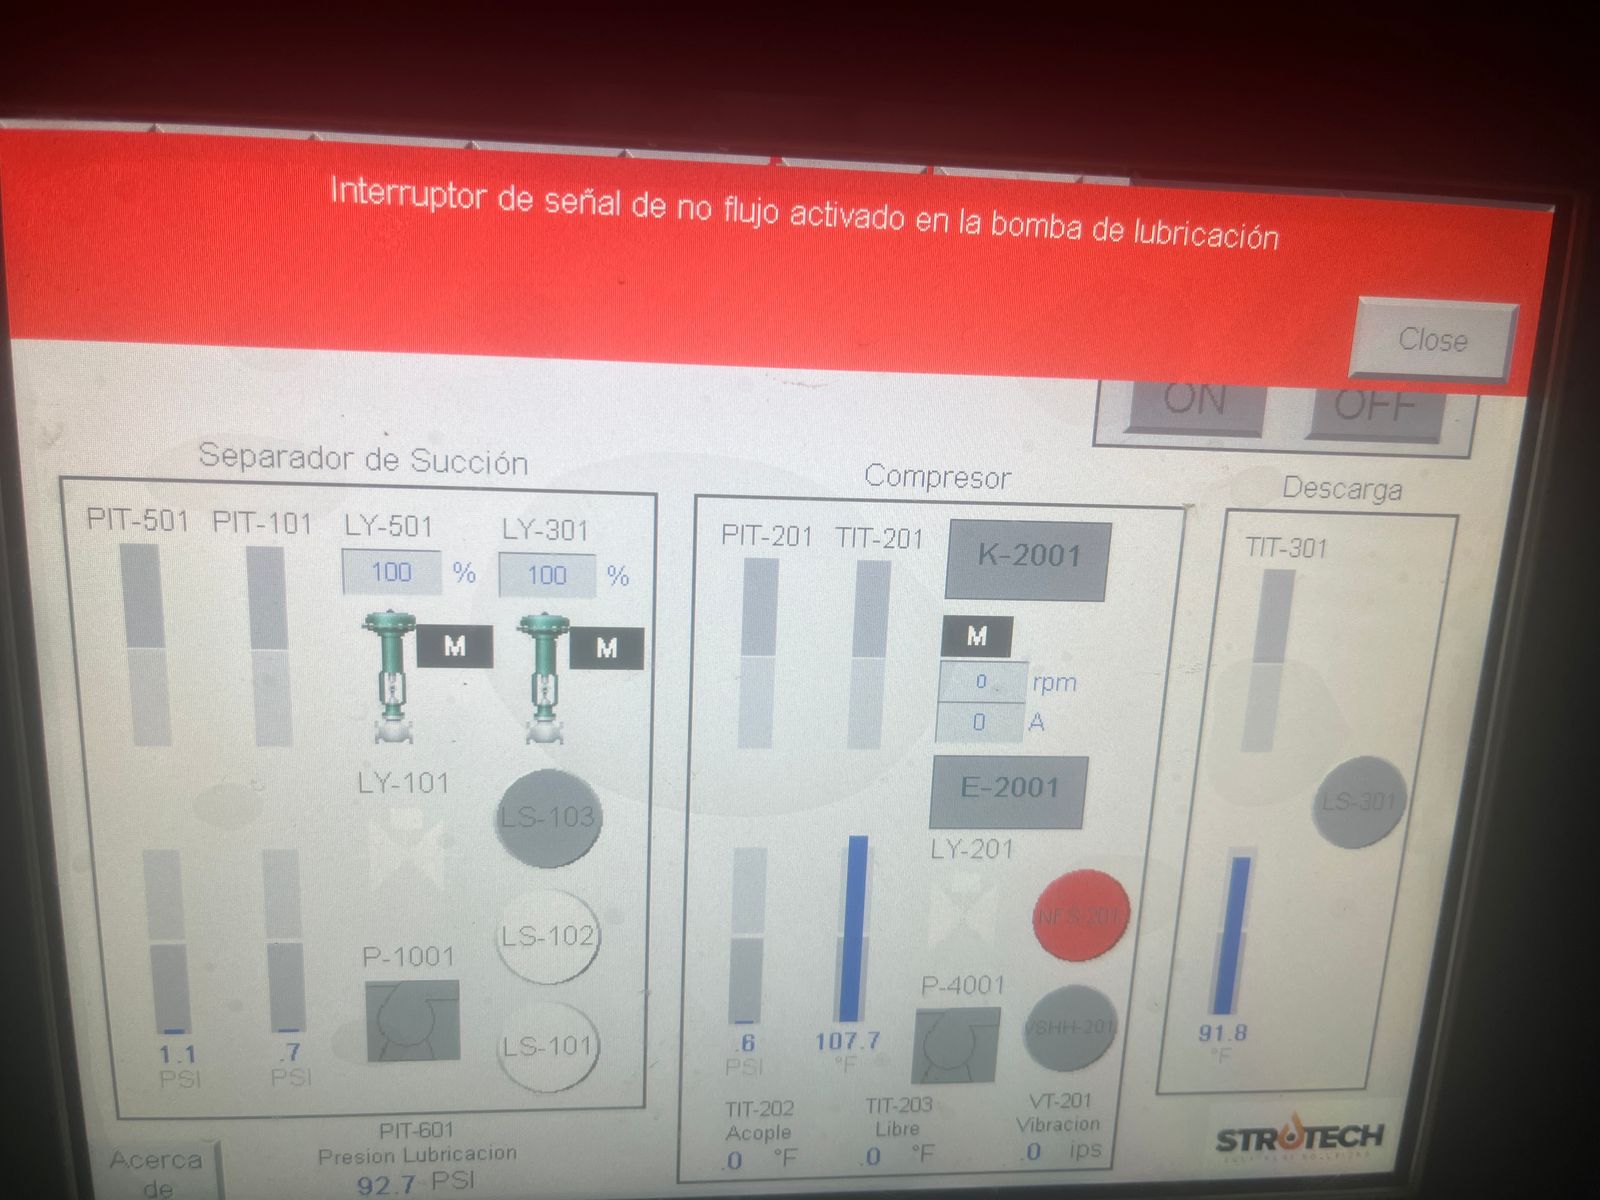 Interruptor de señal de no flujo activado en la bomba de lubricación
Close
ON OFF
Separador de Succión
PIT-501 PIT-101 LY-501 LY-301
100 % 100 %
M M
LY-101
LS-103
LS-102
P-1001
LS-101
1.1 .7
PSI PSI
Compresor
PIT-201 TIT-201 K-2001
M
0 rpm
0 A
E-2001
LY-201
NFS-201
P-4001
VSHH-201
.6 107.7
PSI °F
TIT-202 TIT-203 VT-201
Acople Libre Vibracion
.0 °F .0 °F .0 ips
Descarga
TIT-301
LS-301
91.8
°F
STROTECH
PIT-601
Presion Lubricacion
92.7 PSI
Acerca
de